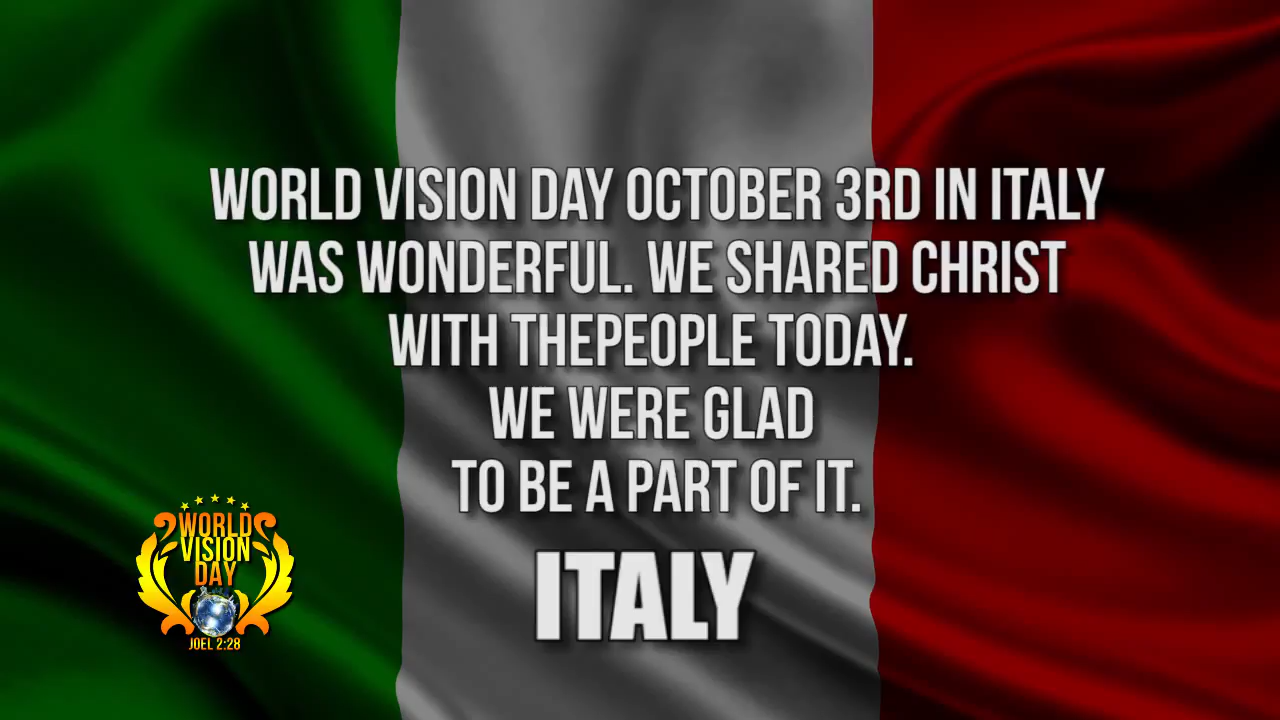 WORLD VISION DAY OCTOBER 3RD IN ITALY
WAS WONDERFUL. WE SHARED CHRIST
WITH THEPEOPLE TODAY.
WE WERE GLAD
TO BE A PART OF IT.
ITALY
WORLD
VISION
DAY
JOEL 2:28